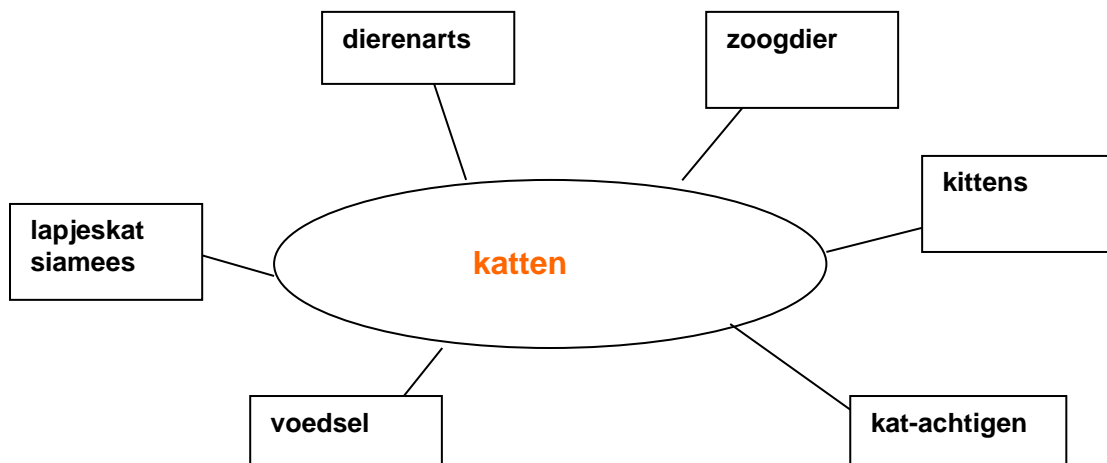 dierenarts
zoogdier
kittens
lapjeskat
siamees
katten
voedsel
kat-achtigen